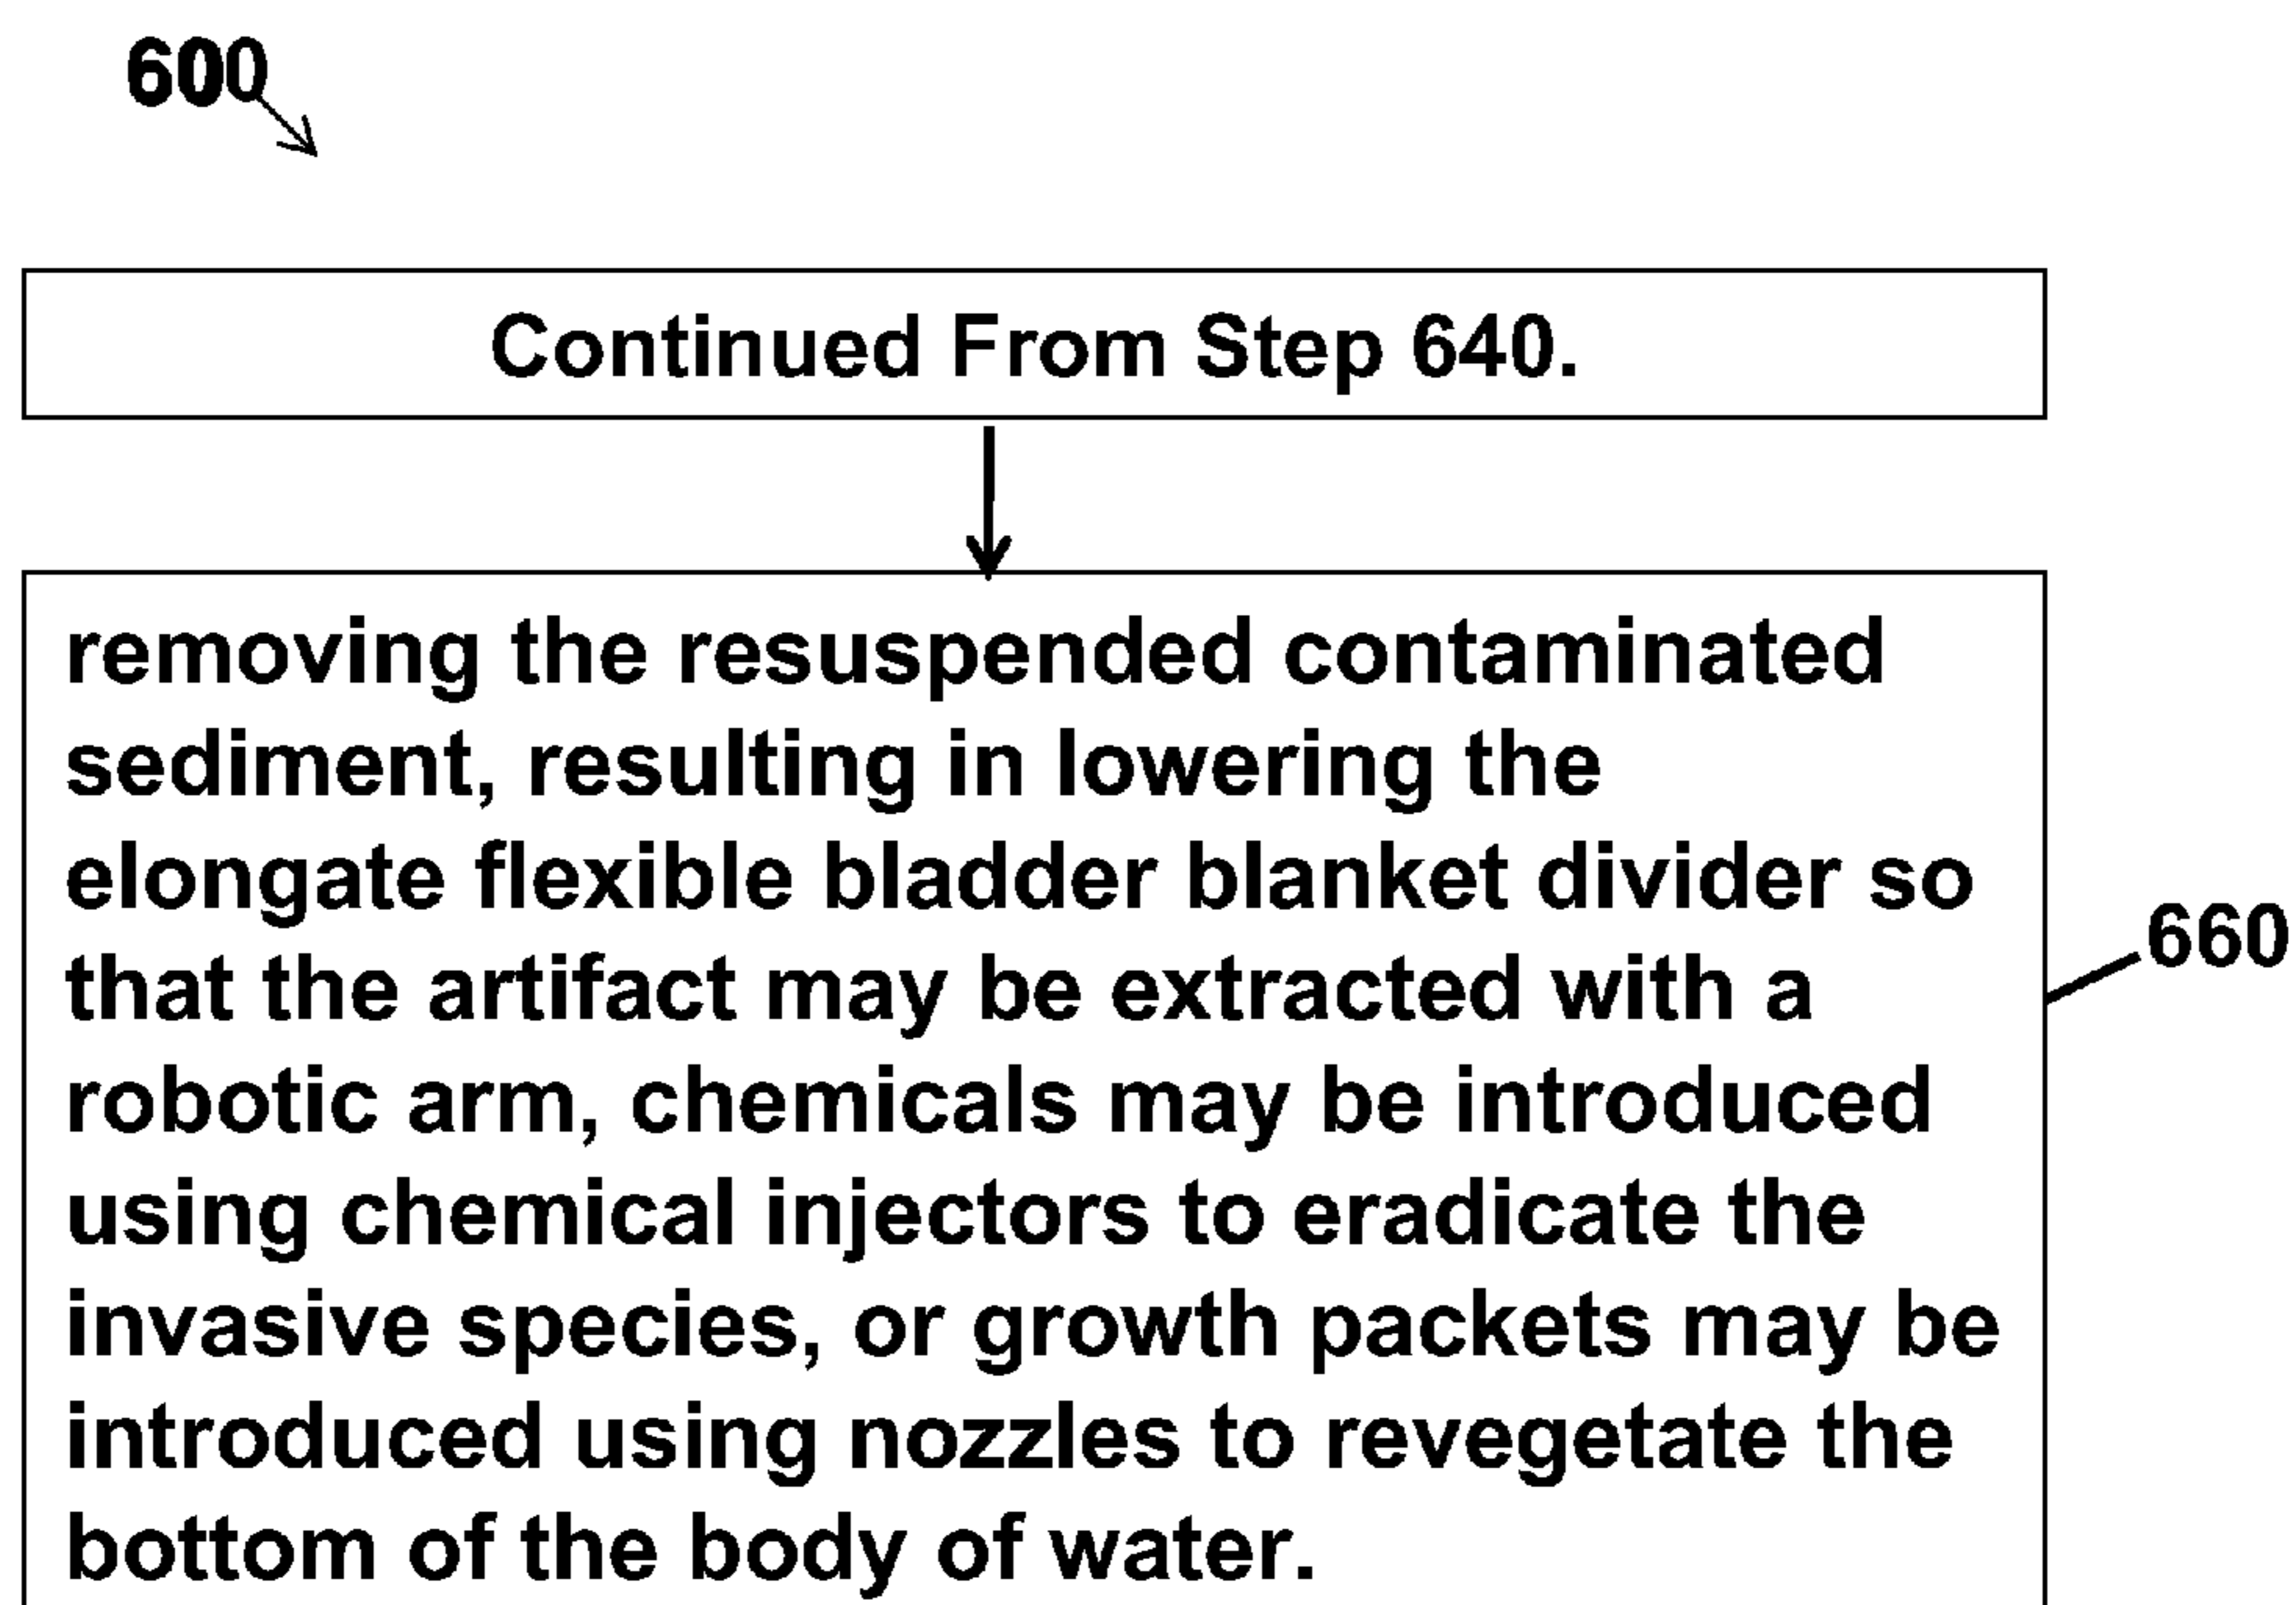 600
Continued From Step 640.
removing the resuspended contaminated
sediment, resulting in lowering the
elongate flexible bladder blanket divider so
that the artifact may be extracted with a
robotic arm, chemicals may be introduced
using chemical injectors to eradicate the
invasive species, or growth packets may be
introduced using nozzles to revegetate the
bottom of the body of water.
660